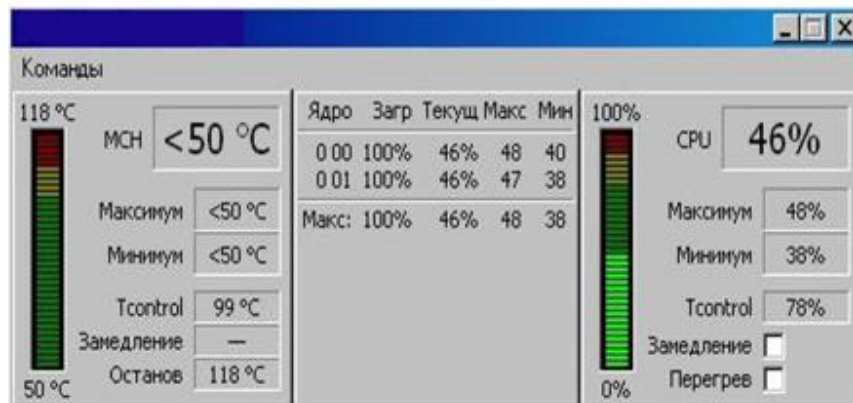 Команды
118 °C
MCH <50 °C
Максимум <50 °C
Минимум <50 °C
Tcontrol 99 °C
Замедление —
Останов 118 °C
50 °C
Ядро Загр Текущ Макс Мин
0 00 100% 46% 48 40
0 01 100% 46% 47 38
Макс: 100% 46% 48 38
100%
CPU 46%
Максимум 48%
Минимум 38%
Tcontrol 78%
Замедление
Перегрев
0%